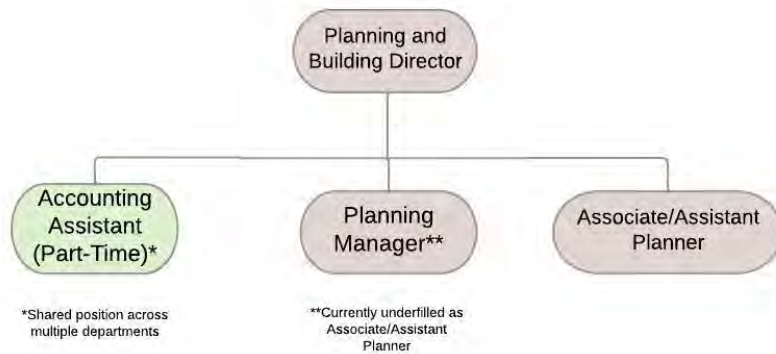 Planning and
Building Director
Accounting
Assistant
(Part-Time)*
Planning
Manager**
Associate/Assistant
Planner
*Shared position across
multiple departments
**Currently underfilled as
Associate/Assistant
Planner